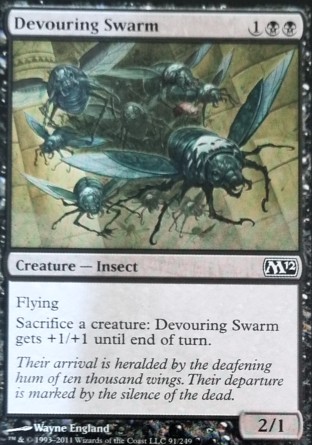 Devouring Swarm 1
Creature — Insect M12
Flying
Sacrifice a creature: Devouring Swarm
gets +1/+1 until end of turn.
Their arrival is heralded by the deafening
hum of ten thousand wings. Their departure
is marked by the silence of the dead.
Wayne England
™ & © 1993–2011 Wizards of the Coast LLC 91/249
2/1